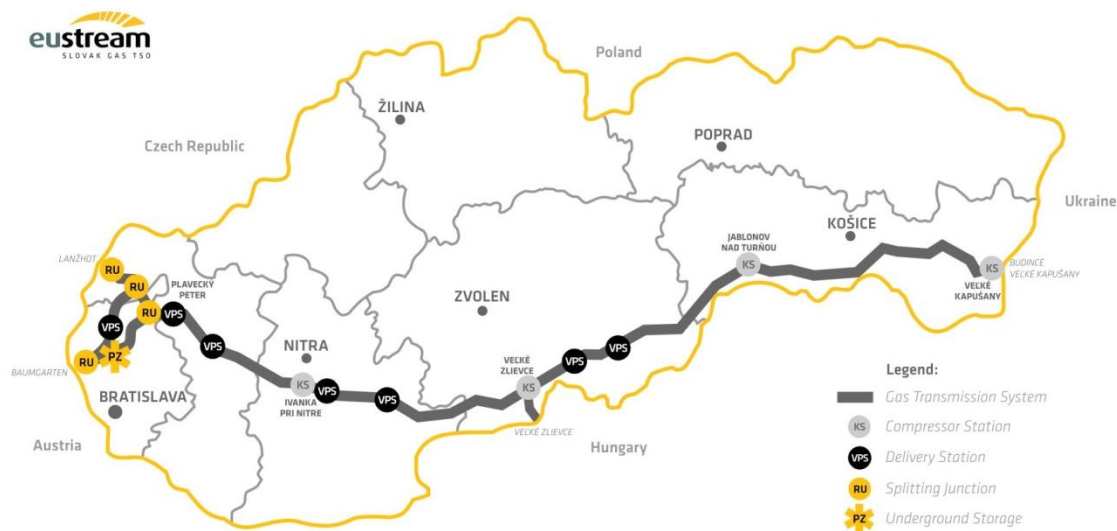 eustream
SLOVAK GAS TSO
Poland
ŽILINA
Czech Republic
POPRAD
Ukraine
KOŠICE
JABLONOV
NAD TURŇOU
LANŽHOT
RU
KS
KS
BUDINCE
VEĽKÉ KAPUŠANY
PLAVECKÝ
PETER
VEĽKÉ
KAPUŠANY
RU
ZVOLEN
RU
VPS
VPS
VPS
VPS
NITRA
PZ
RU
VEĽKÉ
ZLIEVCE
VPS
BAUMGARTEN
KS
VPS
KS
VPS
VPS
BRATISLAVA
IVANKA
PRI NITRE
VEĽKÉ ZLIEVCE
Austria
Hungary
Legend:
Gas Transmission System
KS Compressor Station
VPS Delivery Station
RU Splitting Junction
PZ Underground Storage